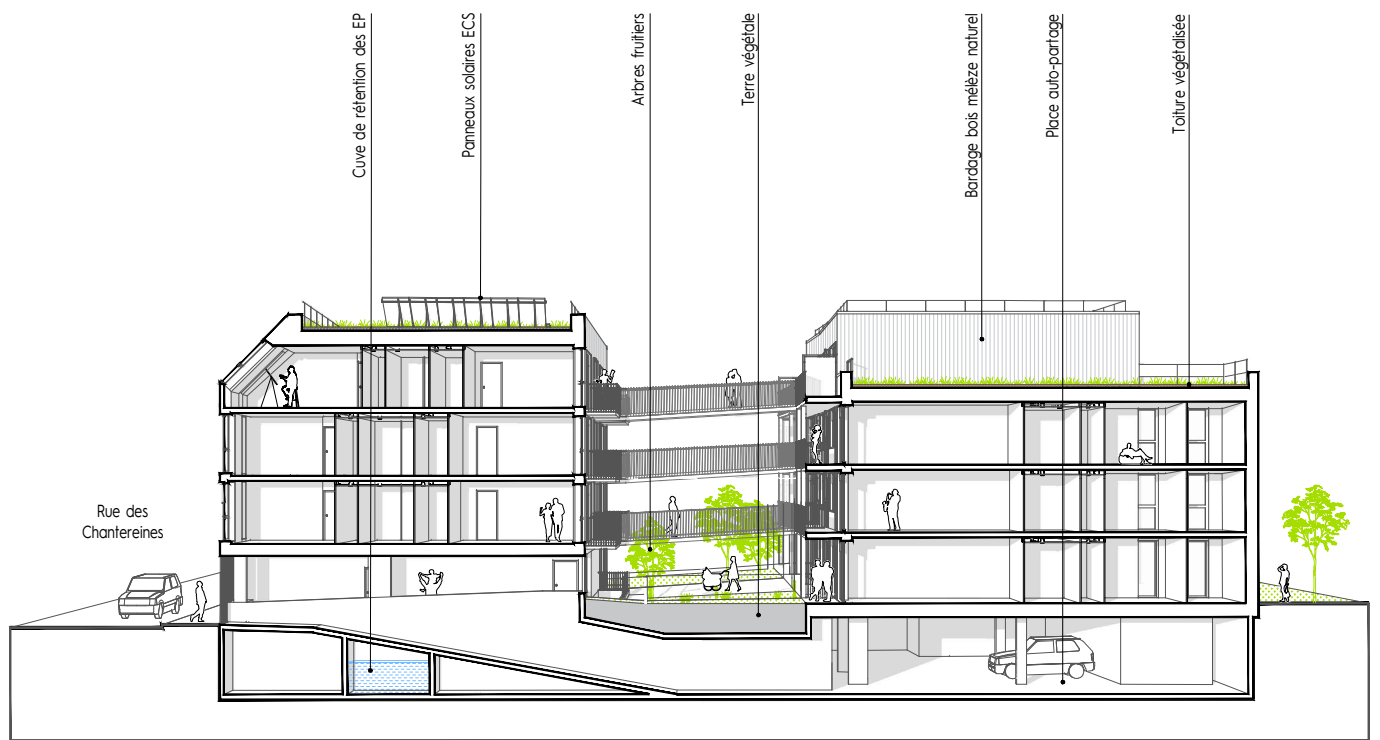 Cuve de rétention des EP
Panneaux solaires ECS
Arbres fruitiers
Terre végétale
Bardage bois mélèze naturel
Place auto-partage
Toiture végétalisée
Rue des
Chantereines